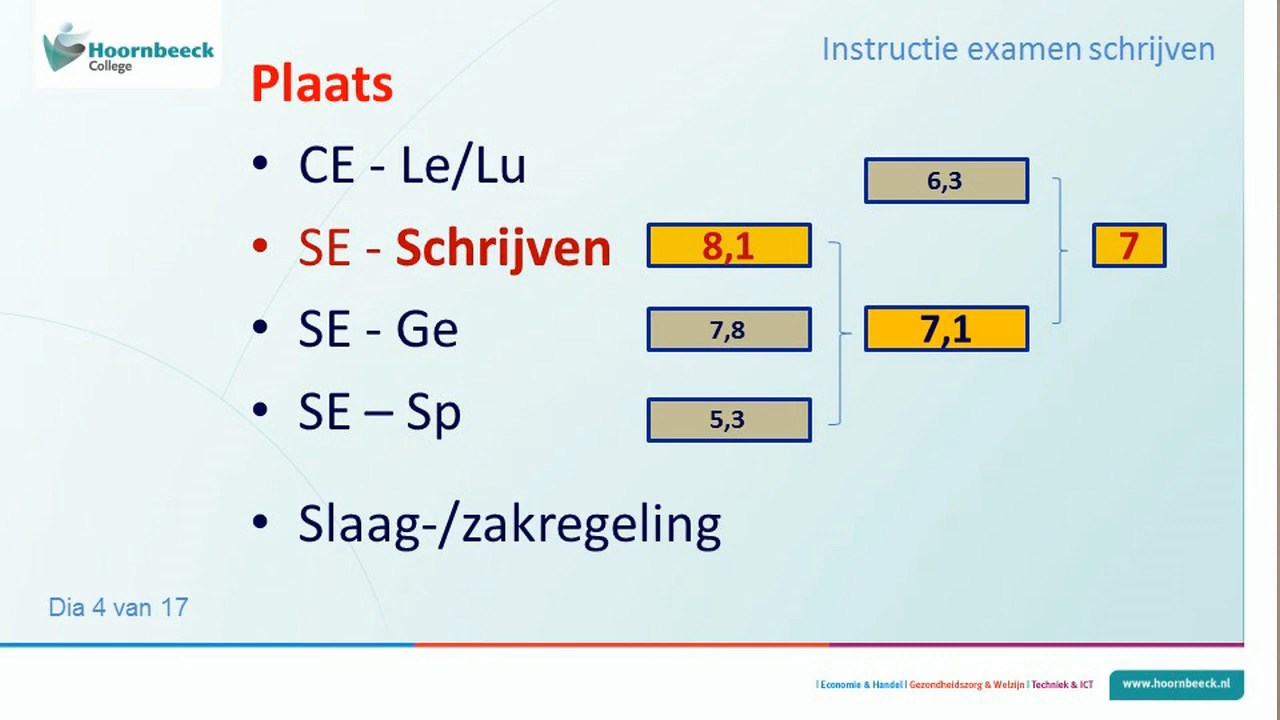 Hoornbeeck
College
Instructie examen schrijven
Plaats
• CE - Le/Lu
6,3
• SE - Schrijven
8,1
7
• SE - Ge
7,8
7,1
• SE – Sp
5,3
• Slaag-/zakregeling
Dia 4 van 17
| Economie & Handel | Gezondheidszorg & Welzijn | Techniek & ICT
www.hoornbeeck.nl